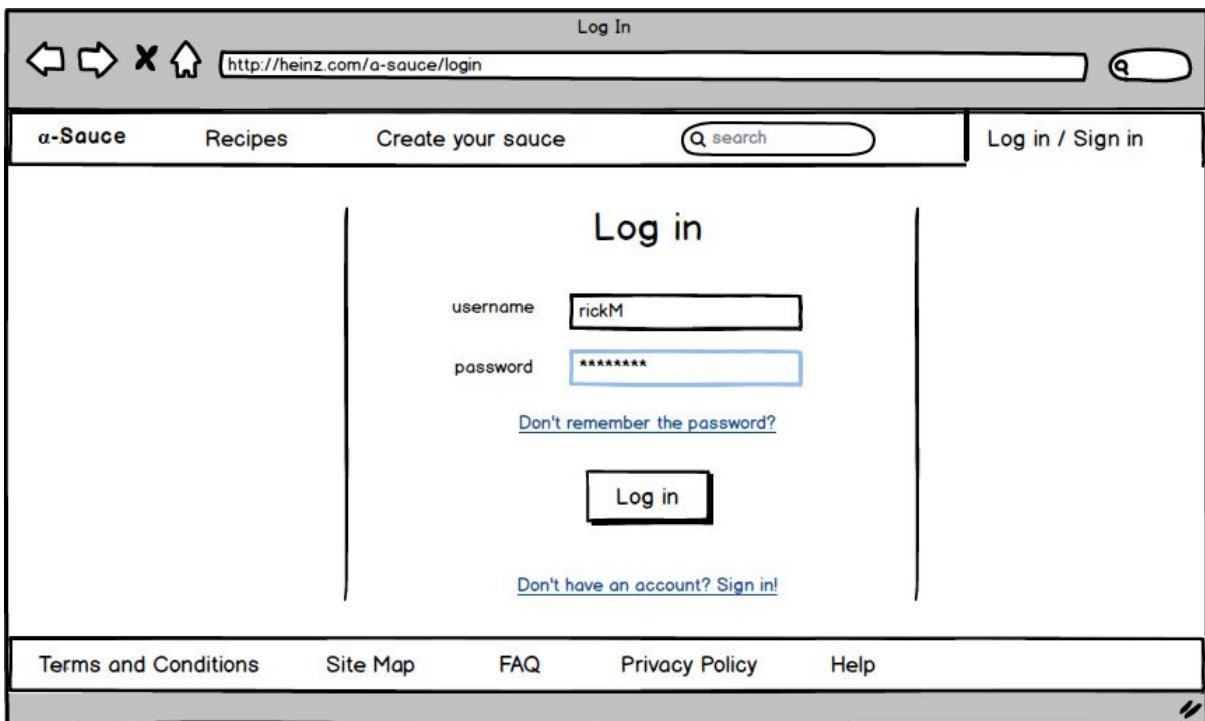 Log In
http://heinz.com/a-sauce/login
α-Sauce Recipes Create your sauce search Log in / Sign in
Log in
username rickM
password ********
Don't remember the password?
Log in
Don't have an account? Sign in!
Terms and Conditions Site Map FAQ Privacy Policy Help